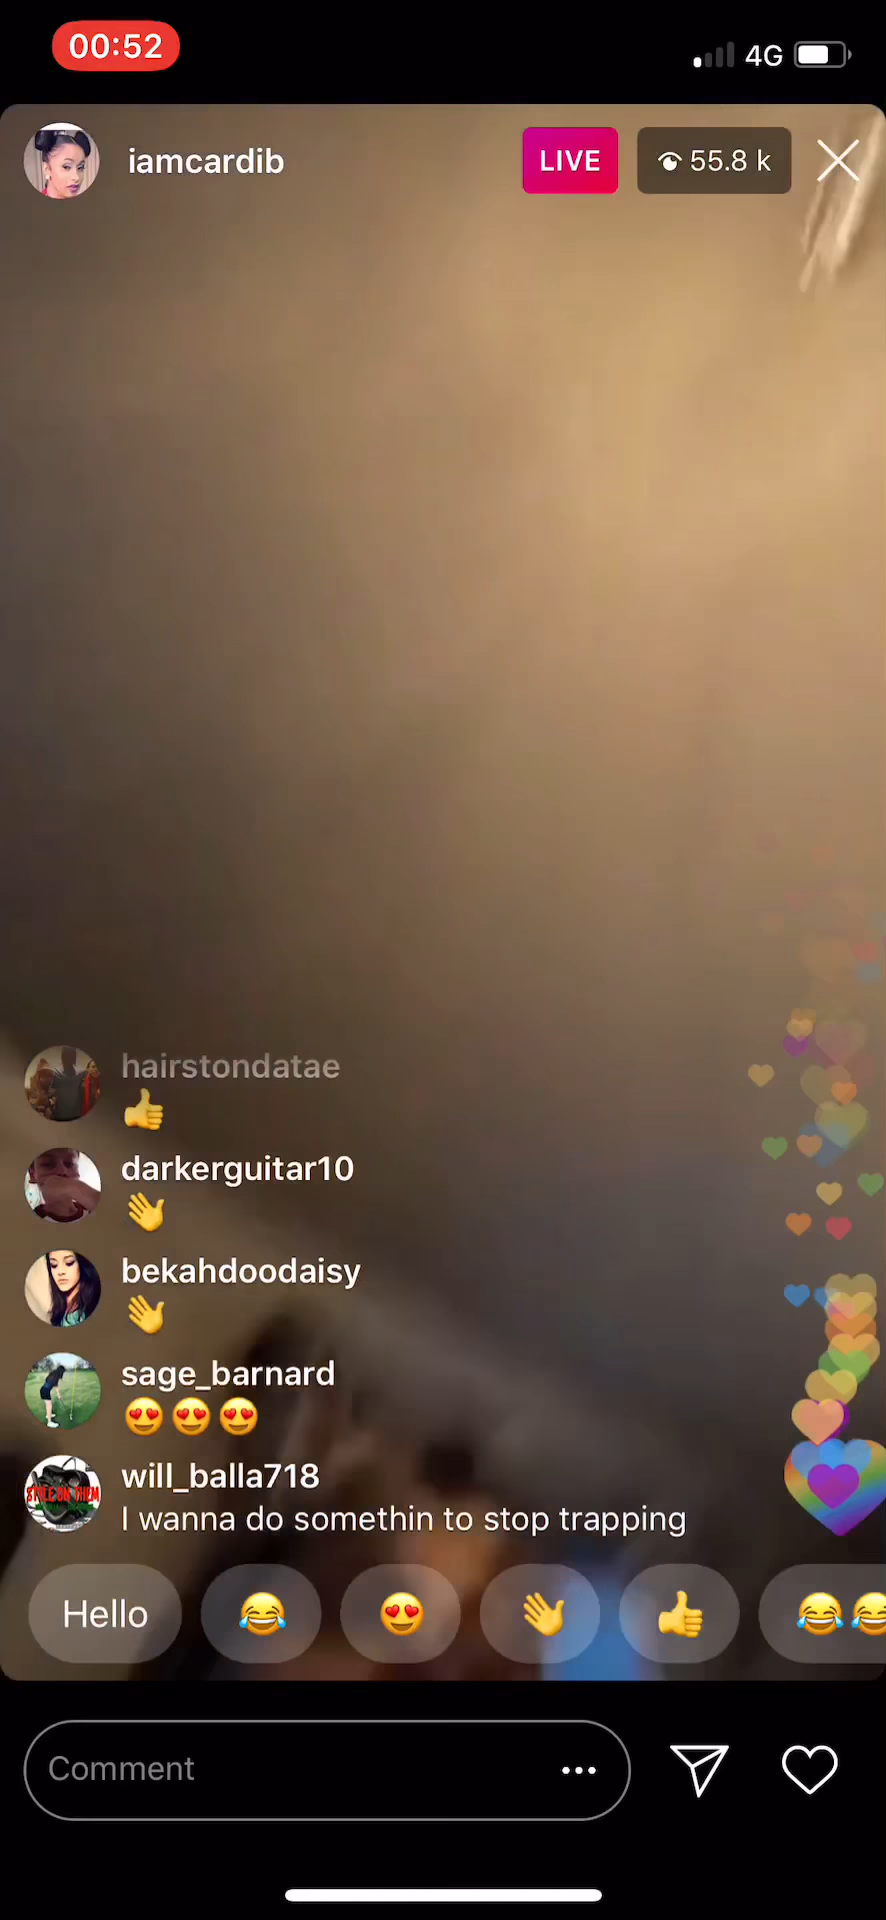 00:52
4G
iamcardib
LIVE
55.8 k
hairstondatae
👍
darkerguitar10
👋
bekahdoodaisy
👋
sage_barnard
😍😍😍
will_balla718
I wanna do somethin to stop trapping
Hello 😂 😍 👋 👍 😂😂
Comment